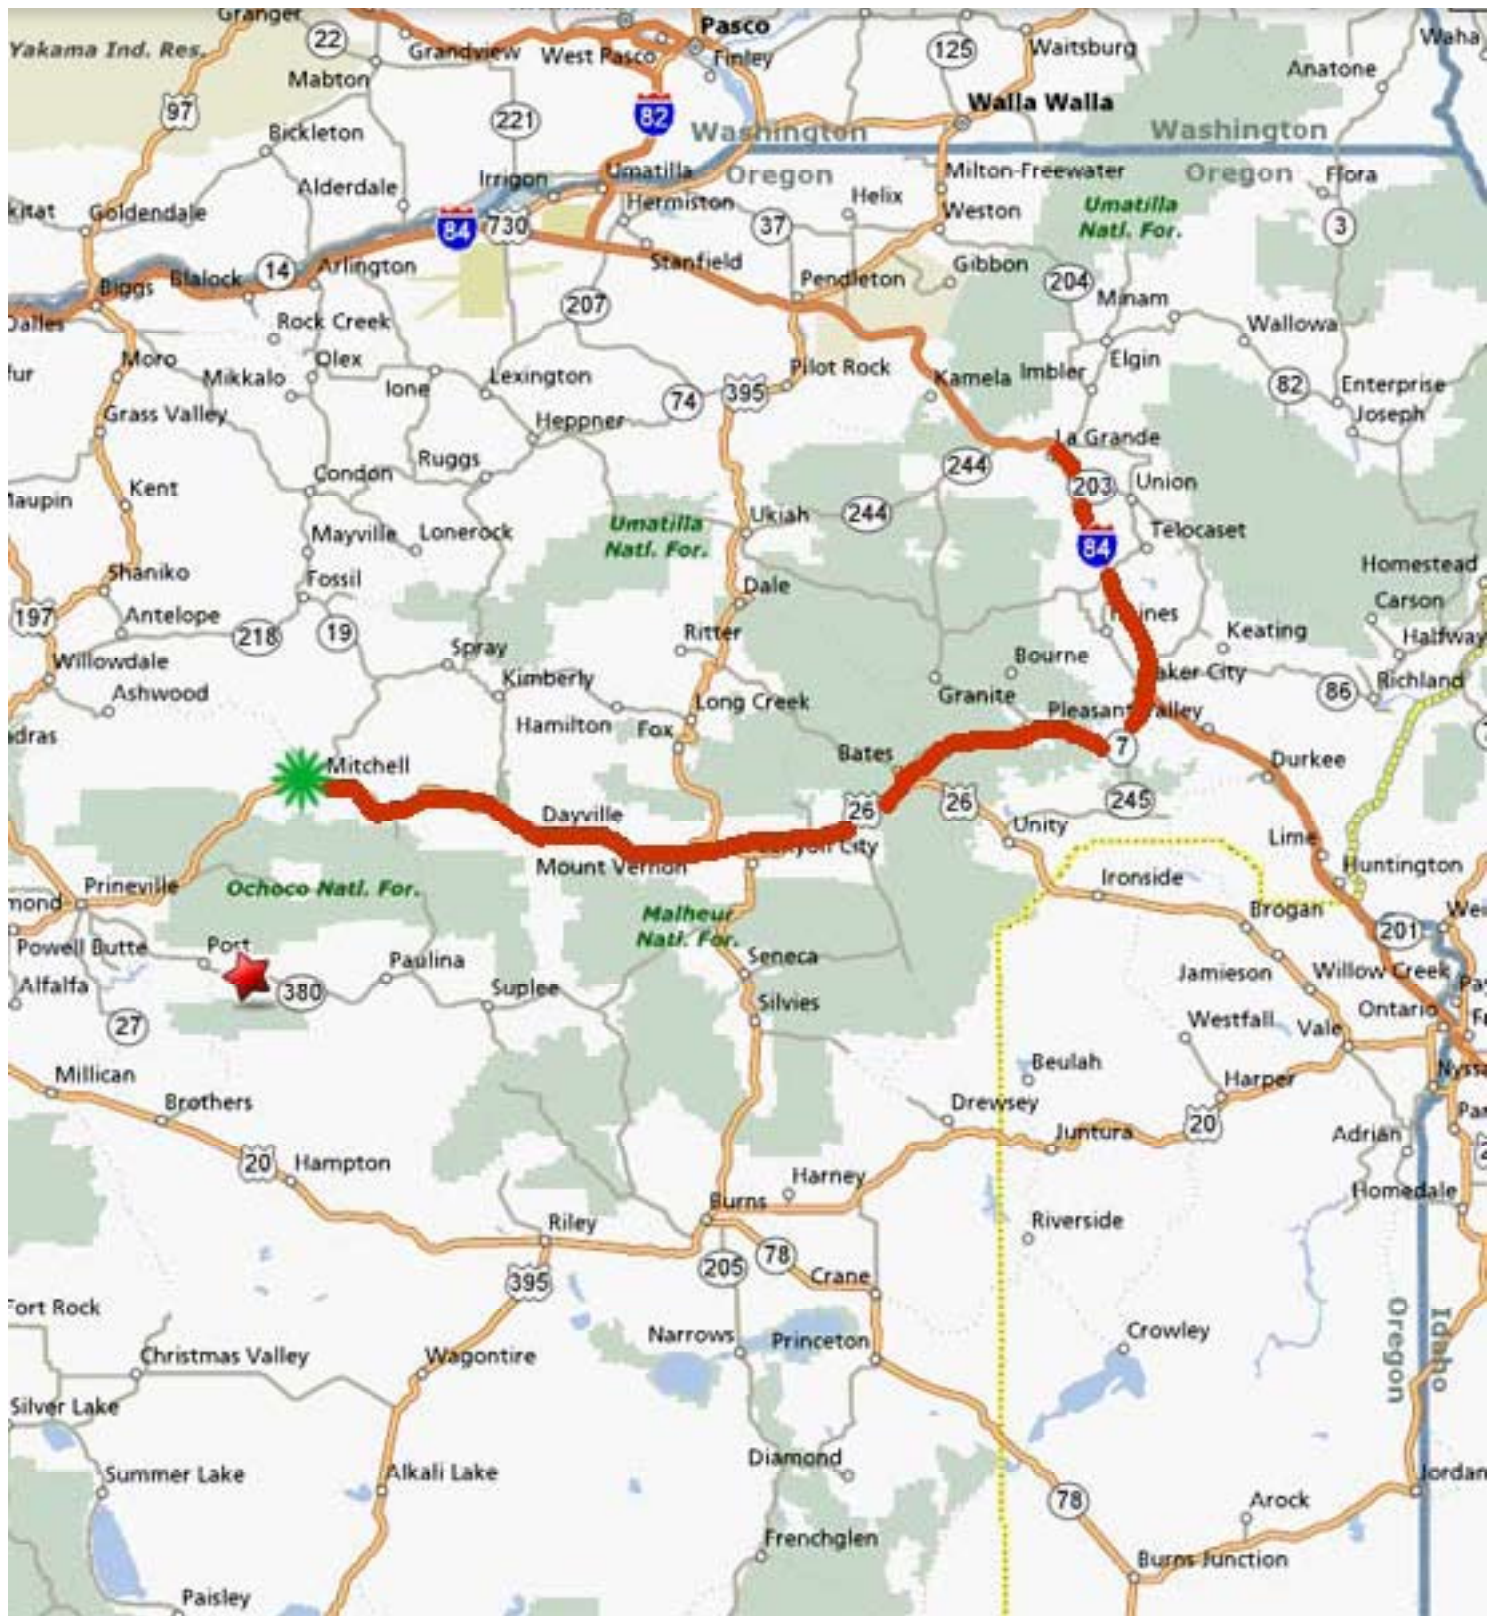 Granger
22
Yakama Ind. Res.
Grandview
Mabton
West Pasco
Pasco
Finley
125
Waitsburg
Waha
Anatone
97
Bickleton
221
82
Walla Walla
Washington
Oregon
Washington
Oregon
Alderdale
Irrigon
Umatilla
Milton-Freewater
Flora
Goldendale
84
730
Hermiston
37
Helix
Weston
Umatilla
Natl. For.
3
Blalock
14
Arlington
Stanfield
Pendleton
Gibbon
204
Biggs
Rock Creek
207
Minam
Wallowa
Moro
Mikkalo
Olex
Ione
Lexington
74
395
Pilot Rock
Kamela
Imbler
Elgin
82
Enterprise
Joseph
Grass Valley
Heppner
La Grande
Kent
Condon
Ruggs
244
203
Union
Mayville
Lonerock
Umatilla
Natl. For.
Ukiah
244
Telocaset
84
Shaniko
Fossil
Dale
Homestead
197
Antelope
218
19
Ritter
Carson
Keating
Halfway
Willowdale
Ashwood
Spray
Kimberly
Bourne
Granite
86
Richland
Hamilton
Fox
Long Creek
Pleasant Valley
Mitchell
Bates
7
Durkee
Dayville
26
26
245
Unity
Lime
Mount Vernon
Huntington
Prineville
Ochoco Natl. For.
Ironside
Malheur
Natl. For.
Brogan
201
Powell Butte
Post
Alfalfa
380
Paulina
Suplee
Seneca
Jamieson
Willow Creek
27
Silvies
Westfall
Vale
Ontario
Millican
Brothers
Beulah
Harper
Drewsey
Juntura
20
Adrian
20
Hampton
Harney
Homedale
Burns
Riley
Riverside
205
78
Crane
395
Fort Rock
Oregon
Idaho
Narrows
Princeton
Crowley
Christmas Valley
Wagontire
Silver Lake
Summer Lake
Alkali Lake
Diamond
78
Arock
Jordan
Frenchglen
Burns Junction
Paisley